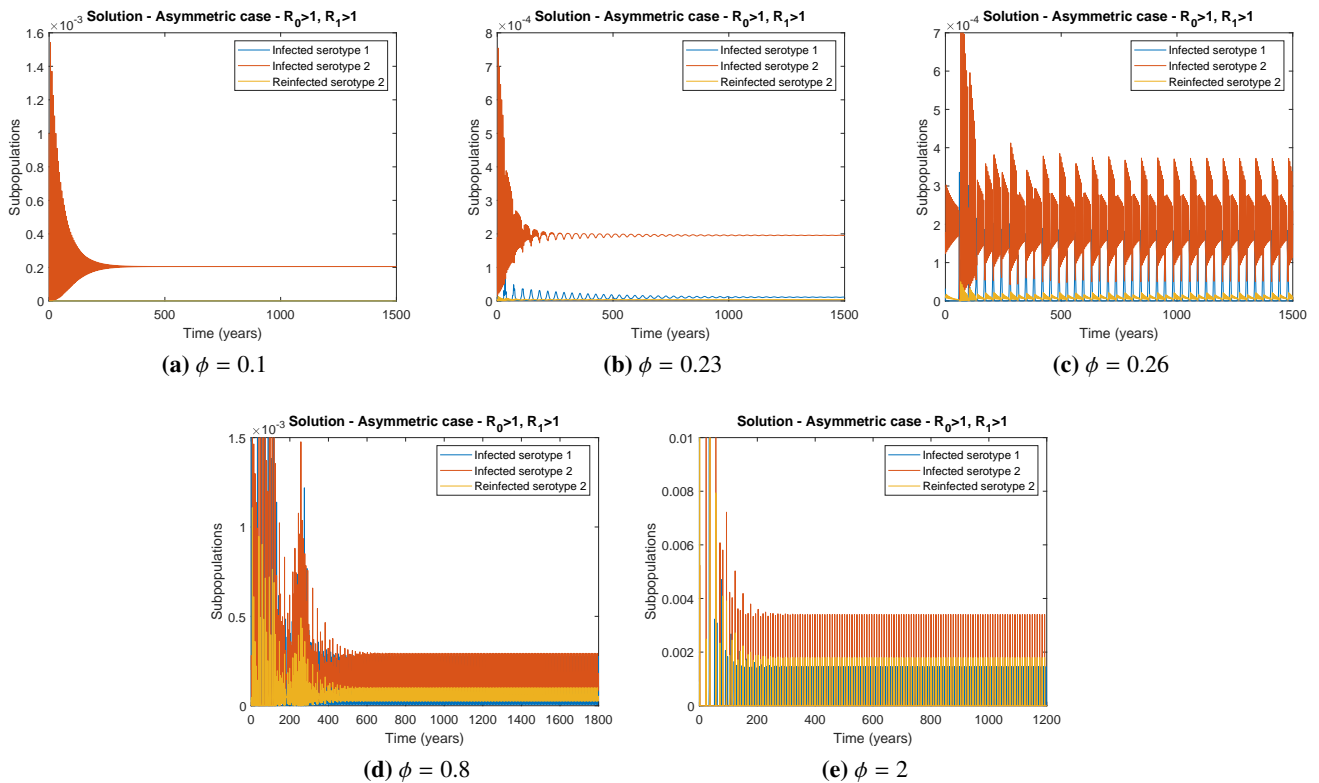 Solution - Asymmetric case - R0>1, R1>1
×10-3
Infected serotype 1
Infected serotype 2
Reinfected serotype 2
Subpopulations
1.6
1.4
1.2
1
0.8
0.6
0.4
0.2
0
0 500 1000 1500
Time (years)
(a) ϕ = 0.1
Solution - Asymmetric case - R0>1, R1>1
×10-4
Infected serotype 1
Infected serotype 2
Reinfected serotype 2
Subpopulations
8
7
6
5
4
3
2
1
0
0 500 1000 1500
Time (years)
(b) ϕ = 0.23
Solution - Asymmetric case - R0>1, R1>1
×10-4
Infected serotype 1
Infected serotype 2
Reinfected serotype 2
Subpopulations
7
6
5
4
3
2
1
0
0 500 1000 1500
Time (years)
(c) ϕ = 0.26
Solution - Asymmetric case - R0>1, R1>1
×10-3
Infected serotype 1
Infected serotype 2
Reinfected serotype 2
Subpopulations
1.5
1
0.5
0
0 200 400 600 800 1000 1200 1400 1600 1800
Time (years)
(d) ϕ = 0.8
Solution - Asymmetric case - R0>1, R1>1
Infected serotype 1
Infected serotype 2
Reinfected serotype 2
Subpopulations
0.01
0.008
0.006
0.004
0.002
0
0 200 400 600 800 1000 1200
Time (years)
(e) ϕ = 2